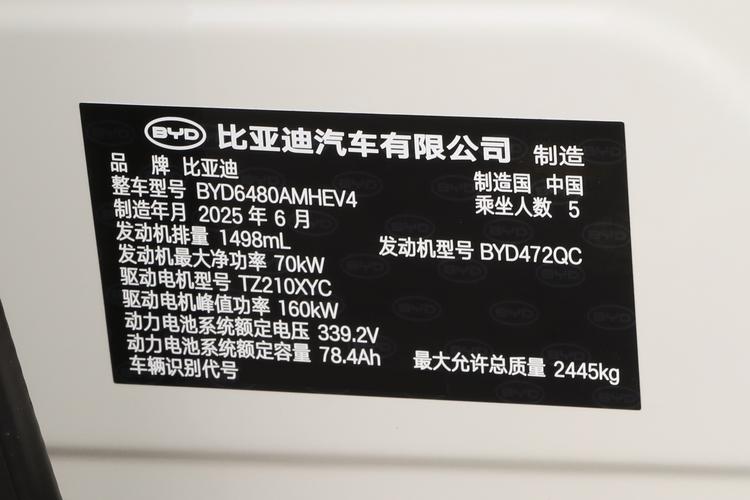 BYD 比亚迪汽车有限公司 制造
品 牌 比亚迪 制造国 中国
整车型号 BYD6480AMHEV4 乘坐人数 5
制造年月 2025 年 6 月
发动机排量 1498mL 发动机型号 BYD472QC
发动机最大净功率 70kW
驱动电机型号 TZ210XYC
驱动电机峰值功率 160kW
动力电池系统额定电压 339.2V
动力电池系统额定容量 78.4Ah 最大允许总质量 2445kg
车辆识别代号